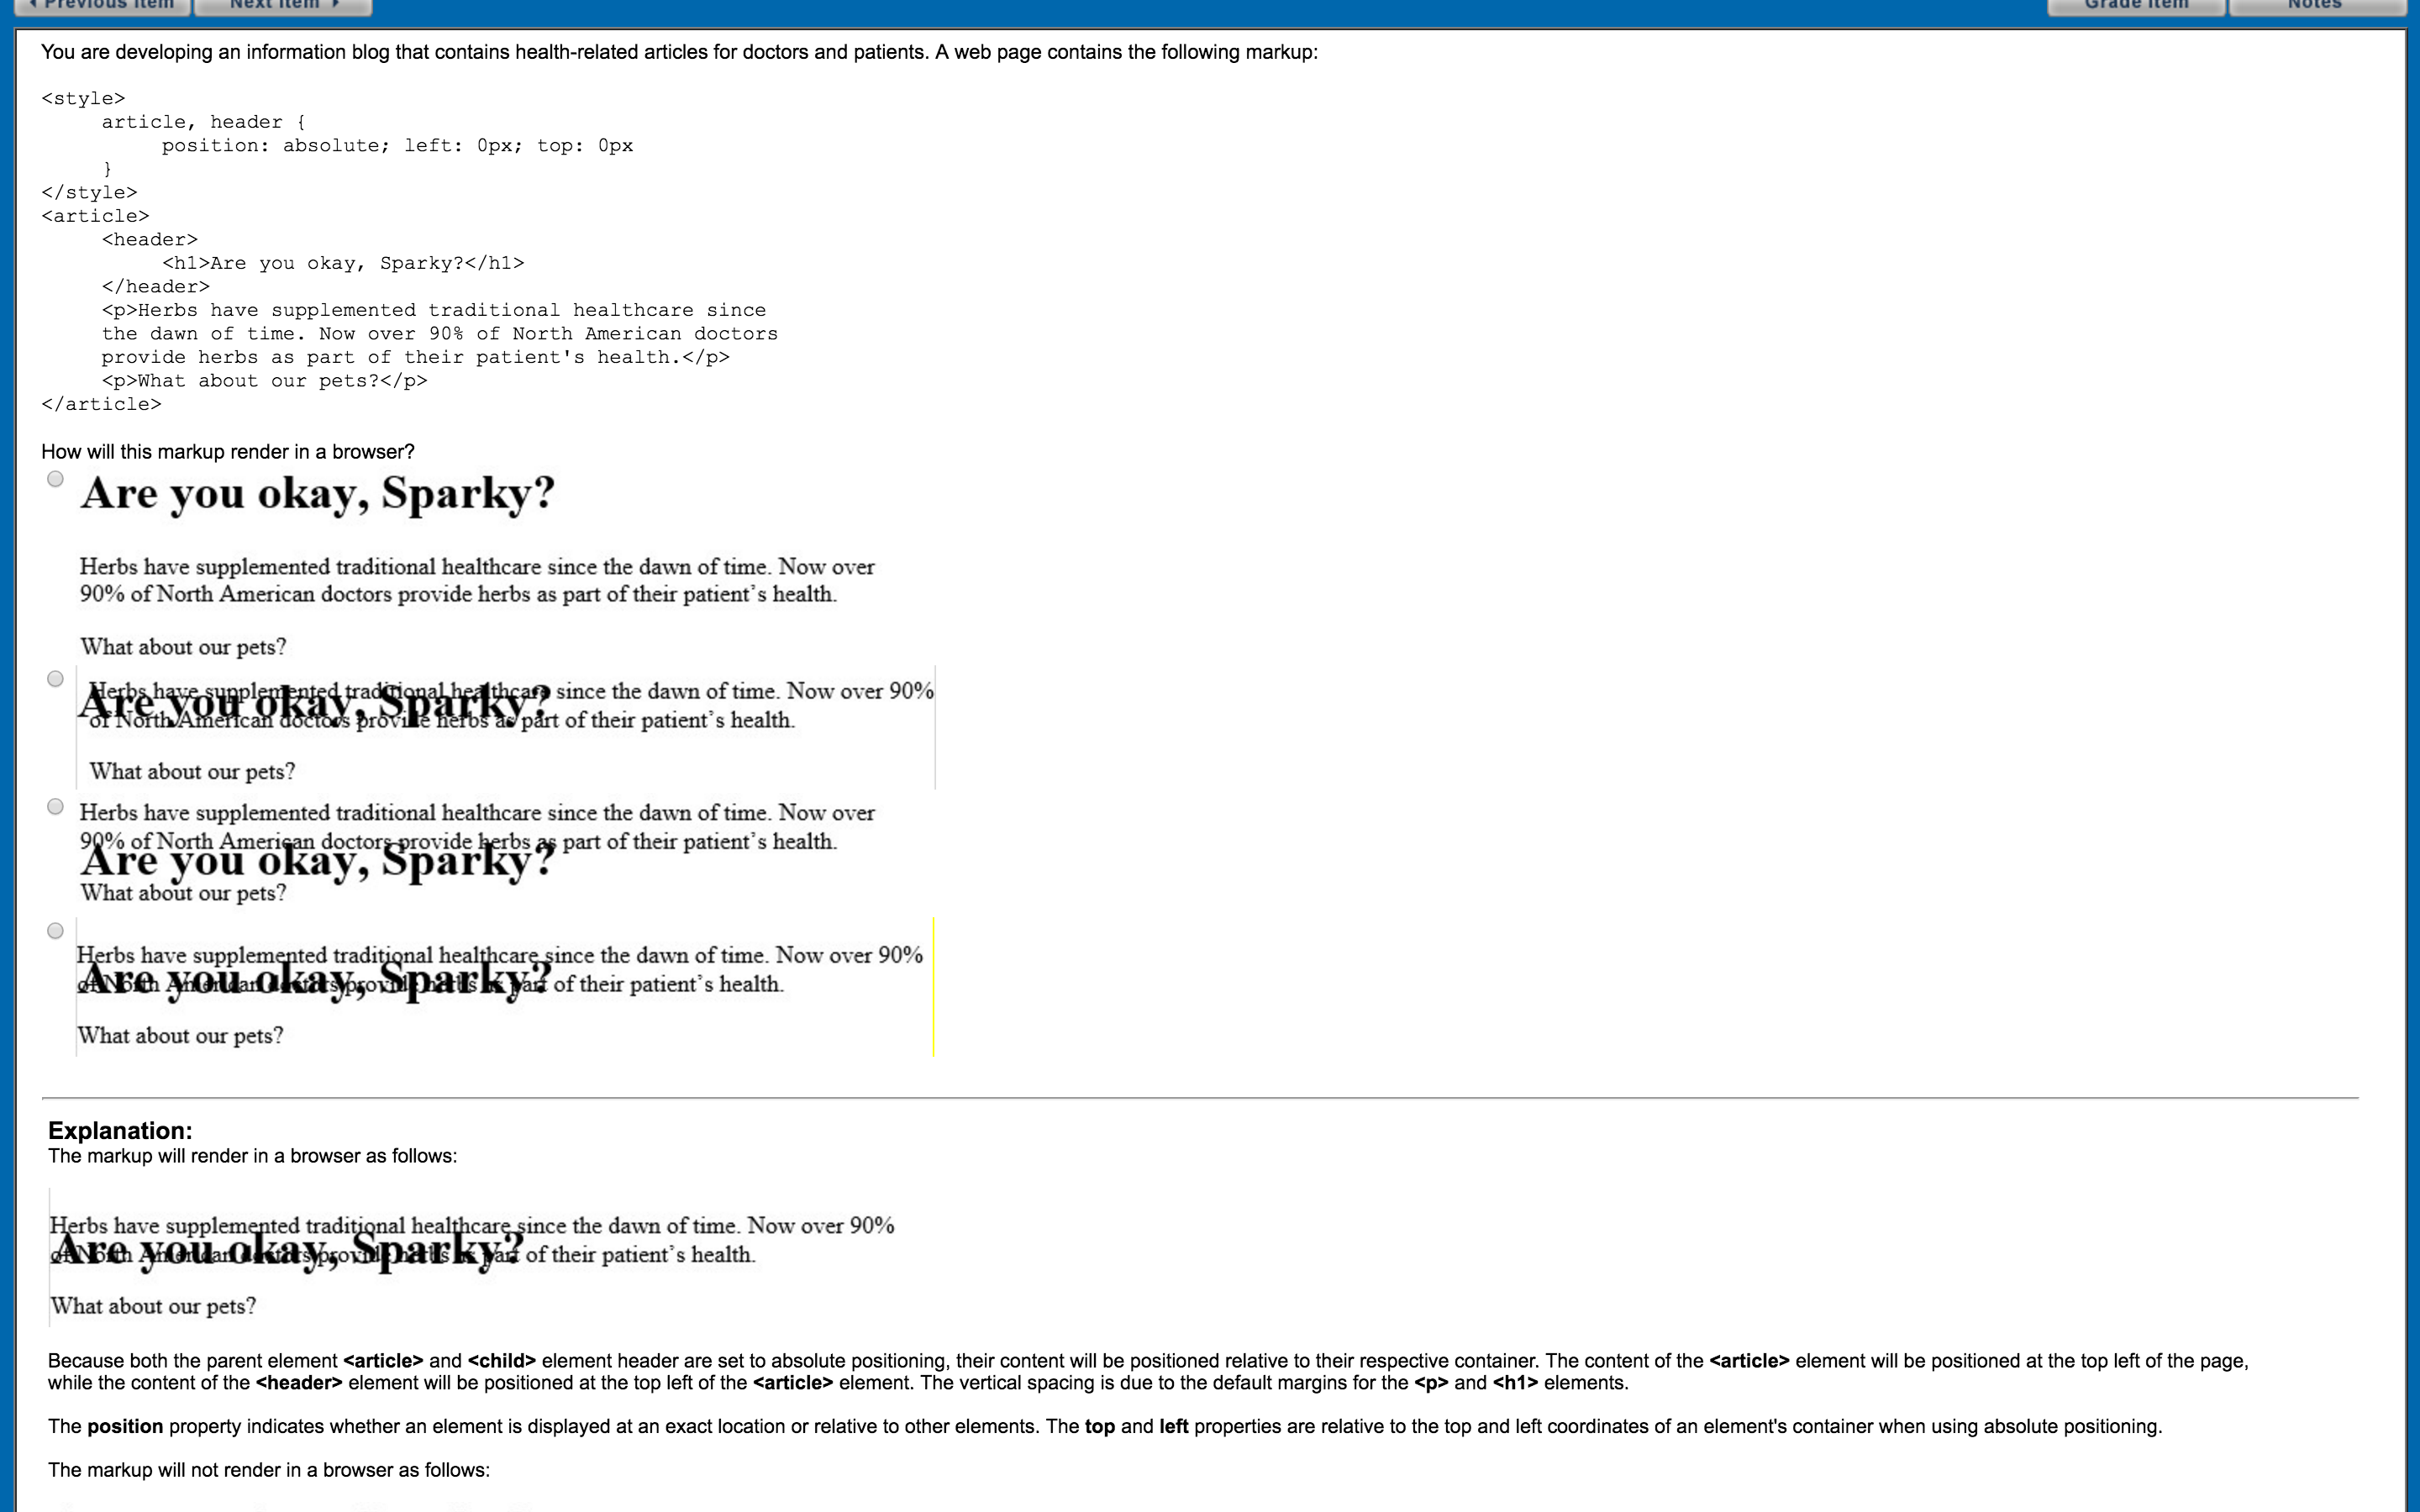 Previous Item Next Item Grade Item Notes
You are developing an information blog that contains health-related articles for doctors and patients. A web page contains the following markup:
<style>
article, header {
position: absolute; left: 0px; top: 0px
}
</style>
<article>
<header>
<h1>Are you okay, Sparky?</h1>
</header>
<p>Herbs have supplemented traditional healthcare since
the dawn of time. Now over 90% of North American doctors
provide herbs as part of their patient's health.</p>
<p>What about our pets?</p>
</article>
How will this markup render in a browser?
Are you okay, Sparky?
Herbs have supplemented traditional healthcare since the dawn of time. Now over
90% of North American doctors provide herbs as part of their patient's health.
What about our pets?
Herbs have supplemented traditional healthcare since the dawn of time. Now over 90%
Are you okay, Sparky?
of North American doctors provide herbs as part of their patient's health.
What about our pets?
Herbs have supplemented traditional healthcare since the dawn of time. Now over
90% of North American doctors provide herbs as part of their patient's health.
Are you okay, Sparky?
What about our pets?
Herbs have supplemented traditional healthcare since the dawn of time. Now over 90%
Are you okay, Sparky?
of North American doctors provide herbs as part of their patient's health.
What about our pets?
Explanation:
The markup will render in a browser as follows:
Herbs have supplemented traditional healthcare since the dawn of time. Now over 90%
Are you okay, Sparky?
of North American doctors provide herbs as part of their patient's health.
What about our pets?
Because both the parent element <article> and <child> element header are set to absolute positioning, their content will be positioned relative to their respective container. The content of the <article> element will be positioned at the top left of the page,
while the content of the <header> element will be positioned at the top left of the <article> element. The vertical spacing is due to the default margins for the <p> and <h1> elements.
The position property indicates whether an element is displayed at an exact location or relative to other elements. The top and left properties are relative to the top and left coordinates of an element's container when using absolute positioning.
The markup will not render in a browser as follows: